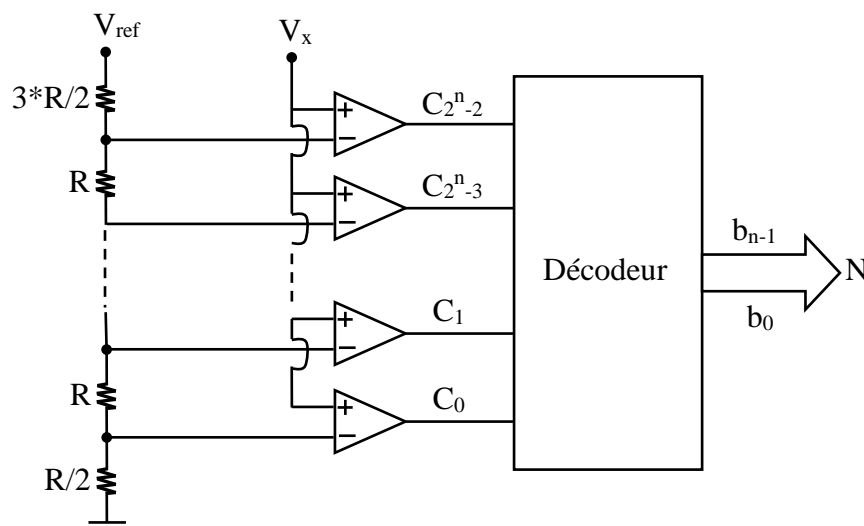 V_ref
V_x
3*R/2
+
−
C_2^n-2
R
+
−
C_2^n-3
Décodeur
b_n-1
N
b_0
+
−
C_1
R
+
−
C_0
R/2